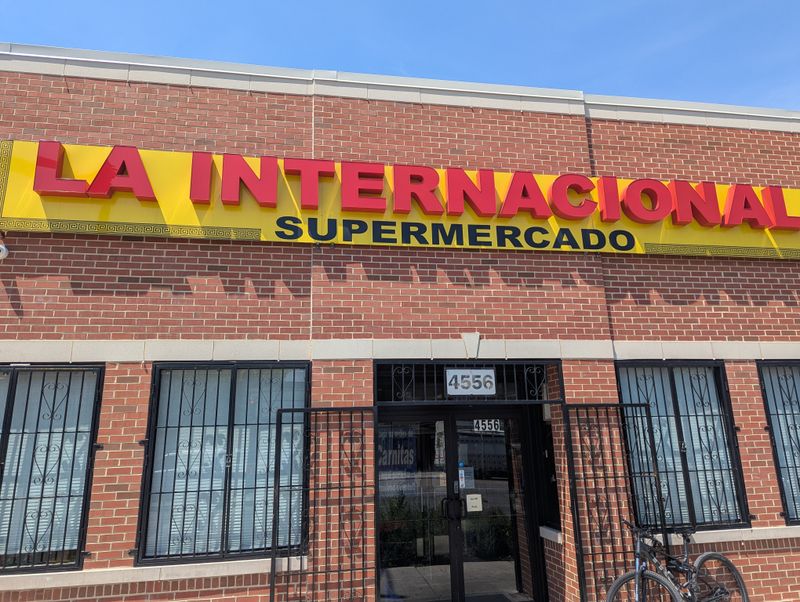 LA INTERNACIONAL
SUPERMERCADO
4556
4556
Carnitas